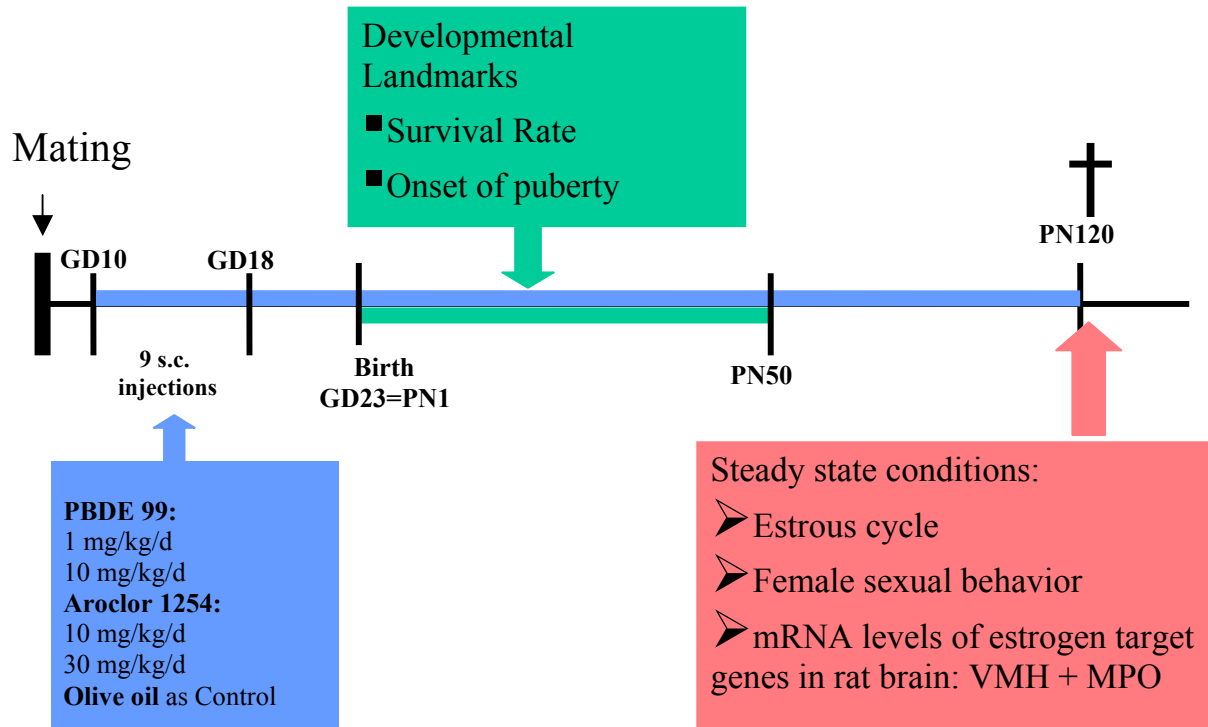 Developmental
Landmarks
■Survival Rate
■Onset of puberty
Mating
GD10
GD18
PN120
9 s.c.
injections
Birth
GD23=PN1
PN50
PBDE 99:
1 mg/kg/d
10 mg/kg/d
Aroclor 1254:
10 mg/kg/d
30 mg/kg/d
Olive oil as Control
Steady state conditions:
➢Estrous cycle
➢Female sexual behavior
➢mRNA levels of estrogen target
genes in rat brain: VMH + MPO